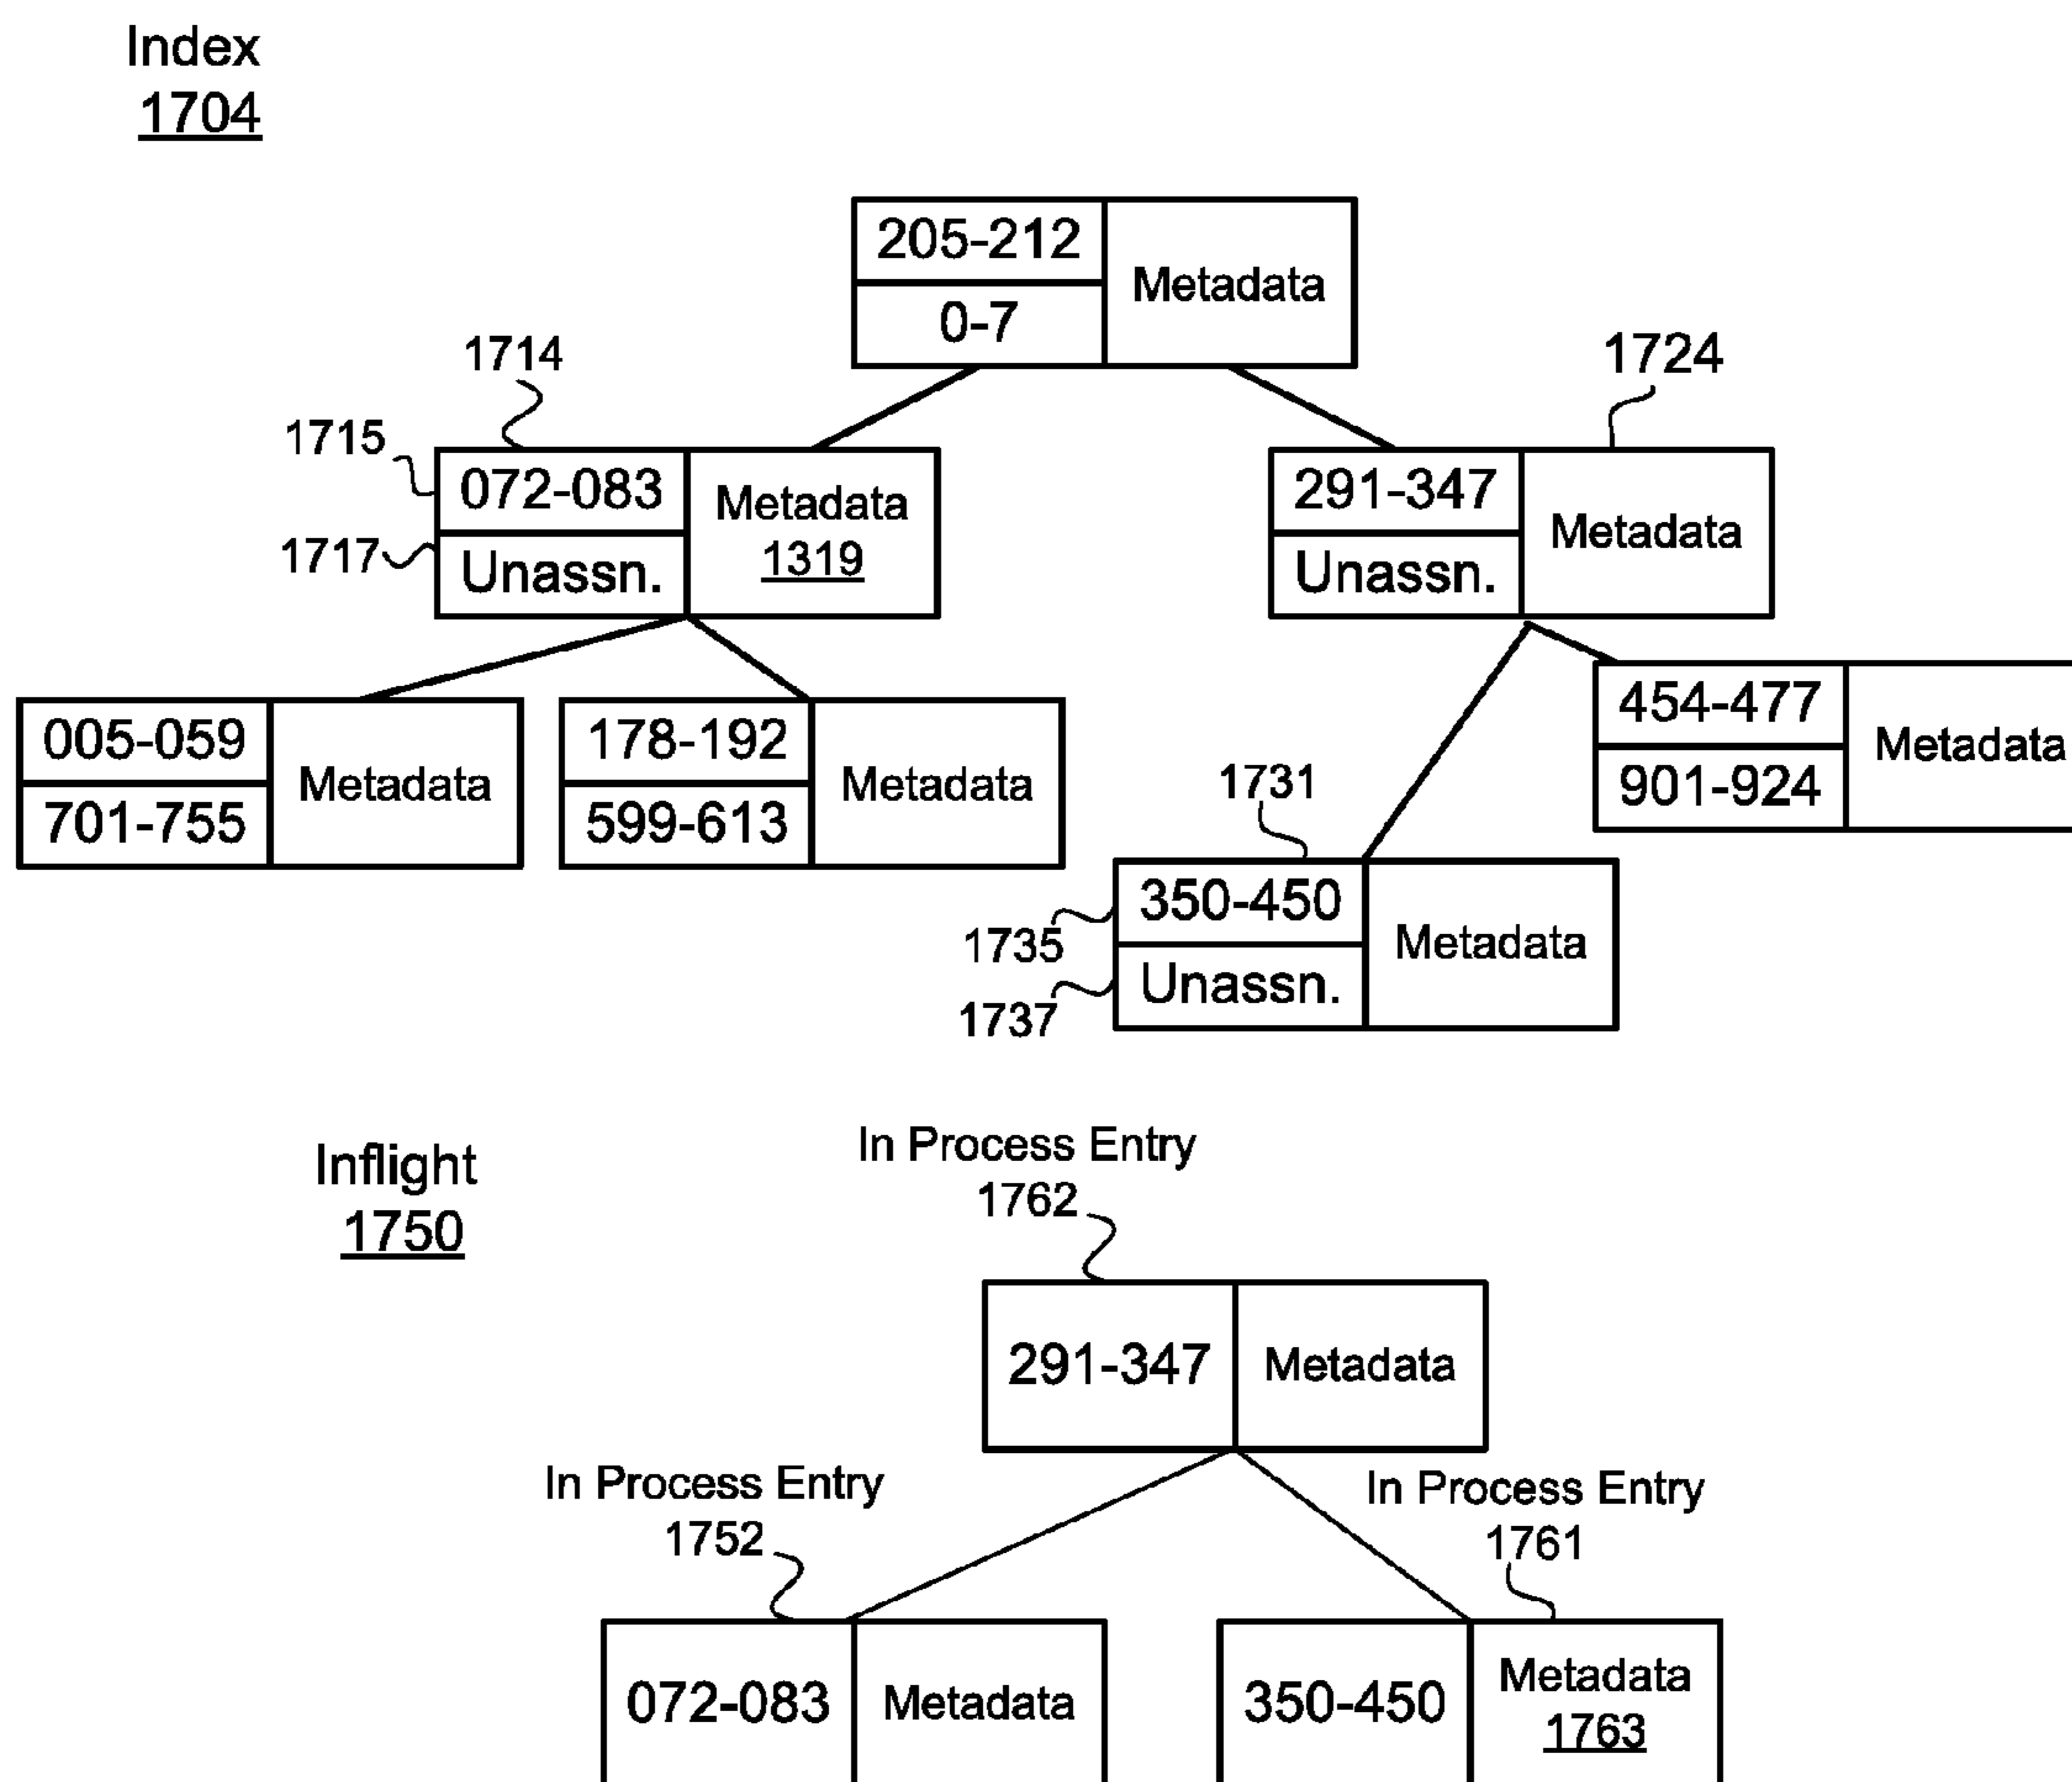 Index
1704
205-212
Metadata
0-7
1714
1724
1715
072-083
Metadata
1319
291-347
Metadata
1717
Unassn.
Unassn.
005-059
Metadata
701-755
178-192
Metadata
599-613
454-477
Metadata
901-924
1731
350-450
Metadata
1735
Unassn.
1737
Inflight
1750
In Process Entry
1762
291-347
Metadata
In Process Entry
1752
In Process Entry
1761
072-083
Metadata
350-450
Metadata
1763